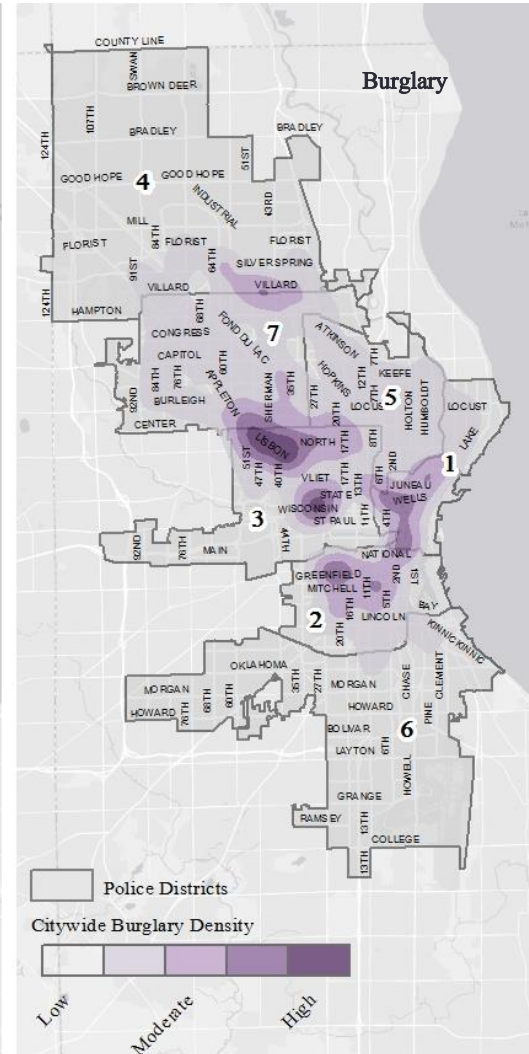 COUNTY LINE
Burglary
SWAN
BROWN DEER
107TH
124TH
BRADLEY
BRADLEY
51ST
GOOD HOPE
4
GOOD HOPE
INDUSTRIAL
43RD
MILL
84TH
FLORIST
FLORIST
FLORIST
64TH
SILVER SPRING
91ST
VILLARD
VILLARD
124TH
HAMPTON
68TH
FOND DU LAC
7
ATKINSON
CONGRESS
CAPITOL
60TH
HOPKINS
7TH
KEEFE
84TH
76TH
APPLETON
SHERMAN
35TH
12TH
7TH
5
92ND
BURLEIGH
27TH
20TH
LOCUS
HOLTON
HUMBOLDT
LOCUST
CENTER
LISBON
NORTH
17TH
8TH
LAKE
51ST
47TH
40TH
VLIET
17TH
13TH
6TH
2ND
1
JUNEAU
STATE
WELLS
WISCONSIN
3
ST PAUL
11TH
4TH
92ND
76TH
MAIN
44TH
NATIONAL
GREENFIELD
MITCHELL
11TH
2ND
1ST
16TH
5TH
2
LINCOLN
BAY
20TH
KINNICKINNIC
OKLAHOMA
MORGAN
68TH
60TH
35TH
27TH
MORGAN
CHASE
CLEMENT
HOWARD
76TH
HOWARD
PINE
BOLIVAR
6
LAYTON
6TH
HOWELL
GRANGE
RAMSEY
13TH
COLLEGE
13TH
Police Districts
Citywide Burglary Density
Low
Moderate
High